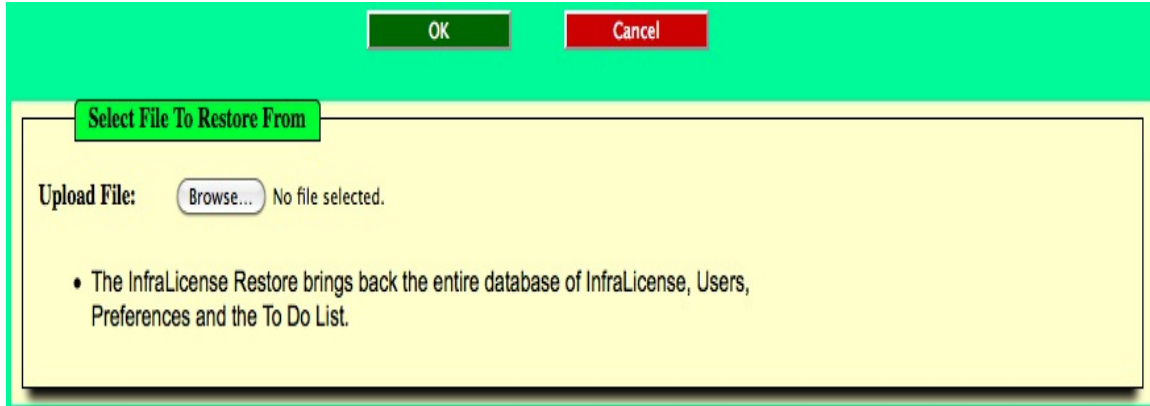 OK Cancel
Select File To Restore From
Upload File: Browse... No file selected.
• The InfraLicense Restore brings back the entire database of InfraLicense, Users,
Preferences and the To Do List.